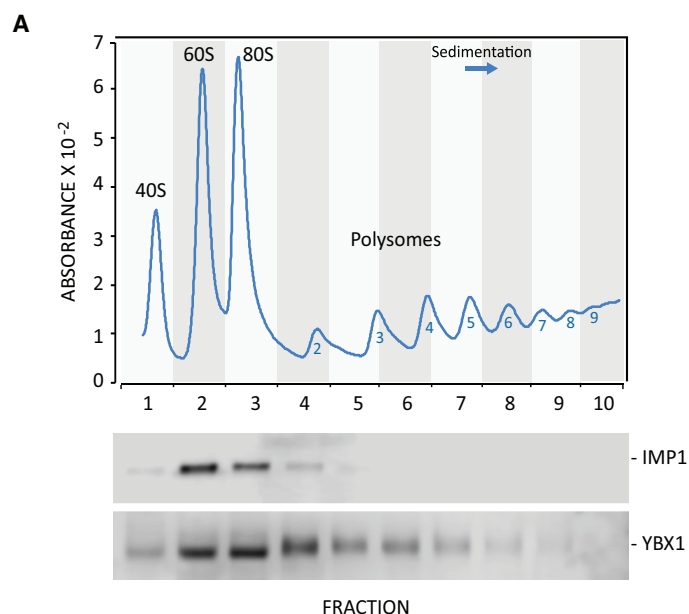 A
7
6
5
4
3
2
1
0
ABSORBANCE X 10⁻²
40S
60S
80S
Sedimentation
Polysomes
2
3
4
5
6
7
8
9
1 2 3 4 5 6 7 8 9 10
- IMP1
- YBX1
FRACTION